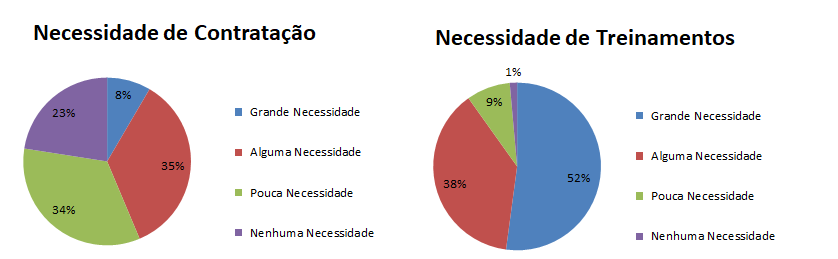 Necessidade de Contratação
8%
35%
34%
23%
Grande Necessidade
Alguma Necessidade
Pouca Necessidade
Nenhuma Necessidade
Necessidade de Treinamentos
1%
9%
38%
52%
Grande Necessidade
Alguma Necessidade
Pouca Necessidade
Nenhuma Necessidade